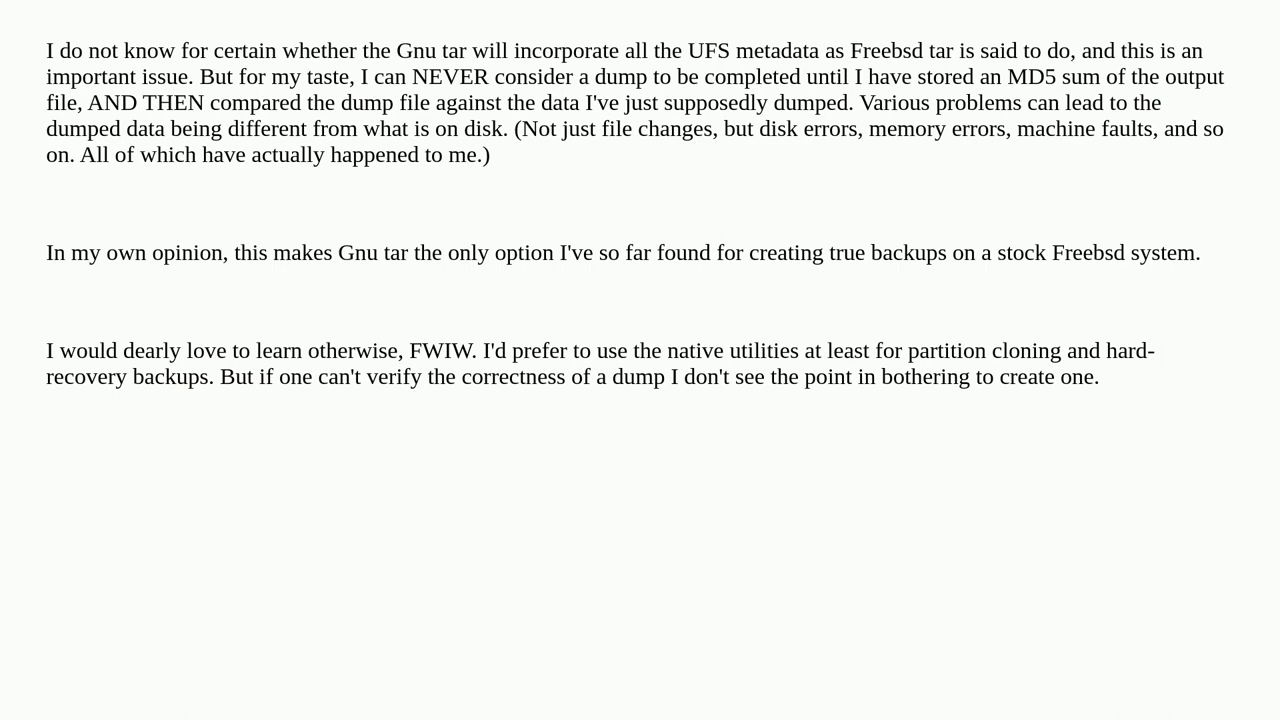 I do not know for certain whether the Gnu tar will incorporate all the UFS metadata as Freebsd tar is said to do, and this is an
important issue. But for my taste, I can NEVER consider a dump to be completed until I have stored an MD5 sum of the output
file, AND THEN compared the dump file against the data I've just supposedly dumped. Various problems can lead to the
dumped data being different from what is on disk. (Not just file changes, but disk errors, memory errors, machine faults, and so
on. All of which have actually happened to me.)
In my own opinion, this makes Gnu tar the only option I've so far found for creating true backups on a stock Freebsd system.
I would dearly love to learn otherwise, FWIW. I'd prefer to use the native utilities at least for partition cloning and hard-
recovery backups. But if one can't verify the correctness of a dump I don't see the point in bothering to create one.